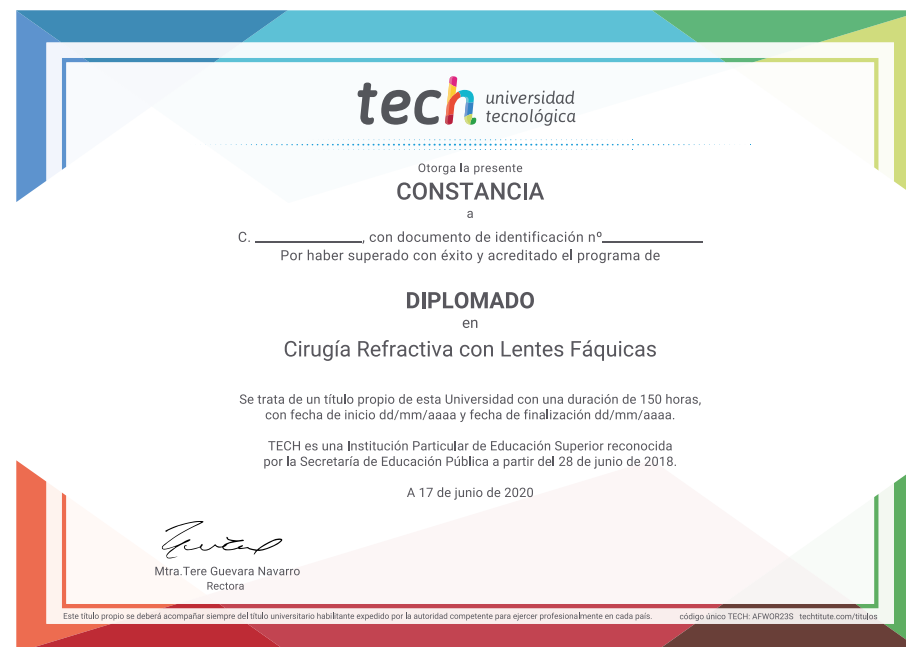 tech universidad
tecnológica
Otorga la presente
CONSTANCIA
a
C. ____________, con documento de identificación nº____________
Por haber superado con éxito y acreditado el programa de
DIPLOMADO
en
Cirugía Refractiva con Lentes Fáquicas
Se trata de un título propio de esta Universidad con una duración de 150 horas,
con fecha de inicio dd/mm/aaaa y fecha de finalización dd/mm/aaaa.
TECH es una Institución Particular de Educación Superior reconocida
por la Secretaría de Educación Pública a partir del 28 de junio de 2018.
A 17 de junio de 2020
Mtra.Tere Guevara Navarro
Rectora
Este título propio se deberá acompañar siempre del título universitario habilitante expedido por la autoridad competente para ejercer profesionalmente en cada país. código único TECH: AFWOR23S techtitute.com/titulos